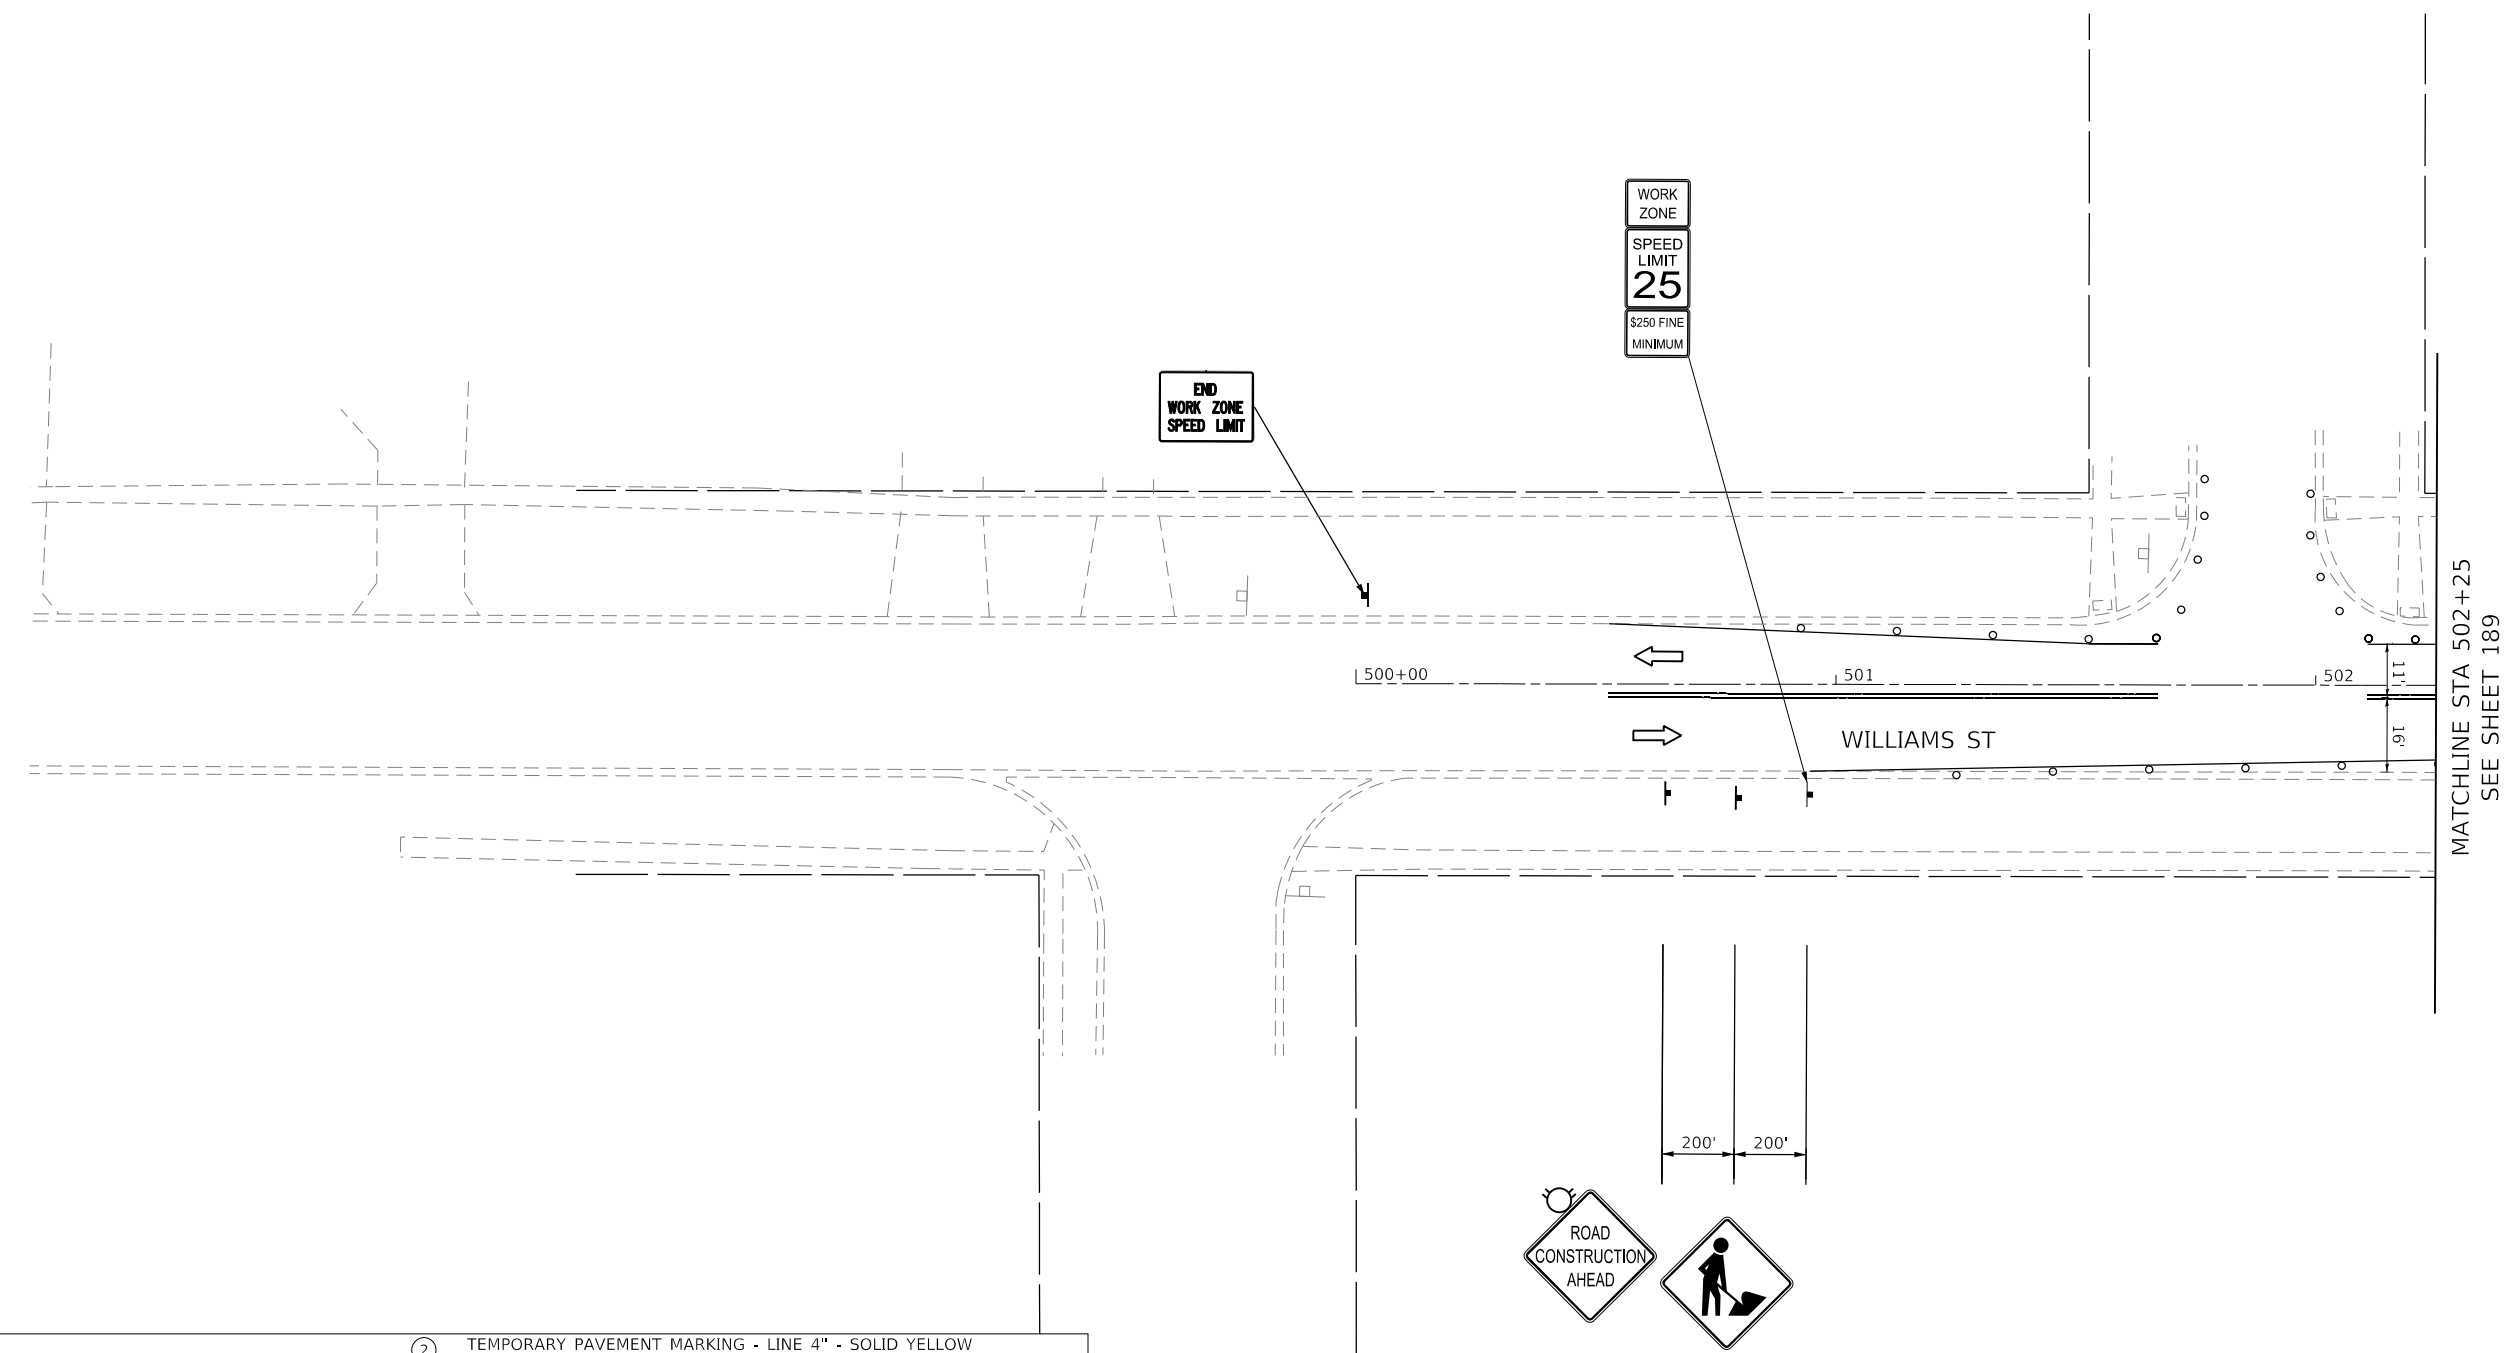 WORK
ZONE
SPEED
LIMIT
25
$250 FINE
MINIMUM
END
WORK ZONE
SPEED LIMIT
500+00
501
502
11'
16'
WILLIAMS ST
MATCHLINE STA 502+25
SEE SHEET 189
200'
200'
ROAD
CONSTRUCTION
AHEAD
2 TEMPORARY PAVEMENT MARKING - LINE 4" - SOLID YELLOW